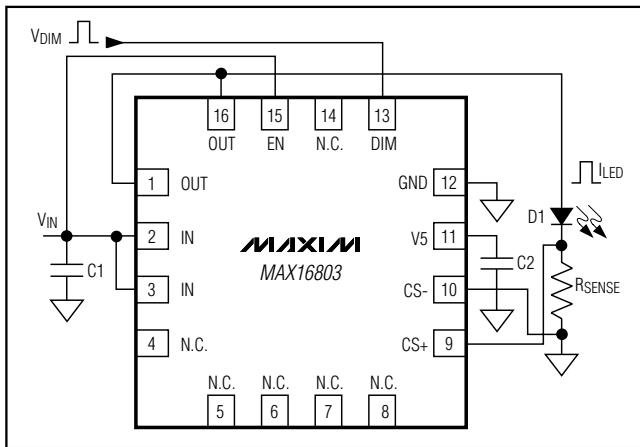 VDIM
16 15 14 13
OUT EN N.C. DIM
1 OUT
GND 12
ILED
VIN
2 IN
MAXIM
MAX16803
V5 11
D1
C1
3 IN
CS- 10
C2
RSENSE
4 N.C.
CS+ 9
N.C. N.C. N.C. N.C.
5 6 7 8